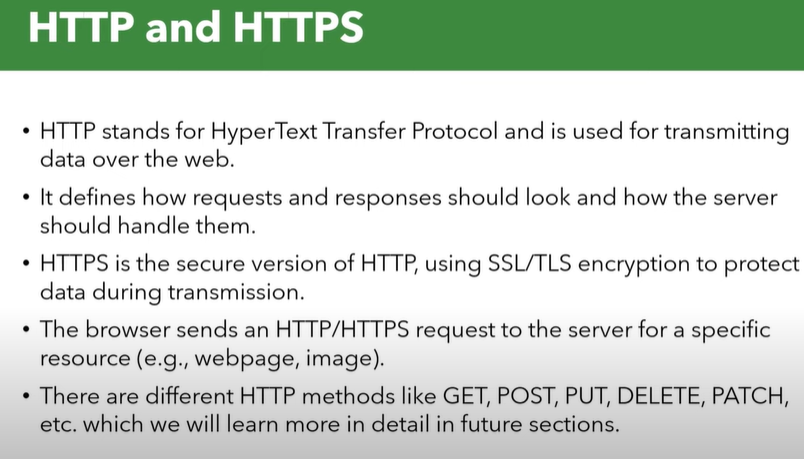 HTTP and HTTPS
• HTTP stands for HyperText Transfer Protocol and is used for transmitting
data over the web.
• It defines how requests and responses should look and how the server
should handle them.
• HTTPS is the secure version of HTTP, using SSL/TLS encryption to protect
data during transmission.
• The browser sends an HTTP/HTTPS request to the server for a specific
resource (e.g., webpage, image).
• There are different HTTP methods like GET, POST, PUT, DELETE, PATCH,
etc. which we will learn more in detail in future sections.